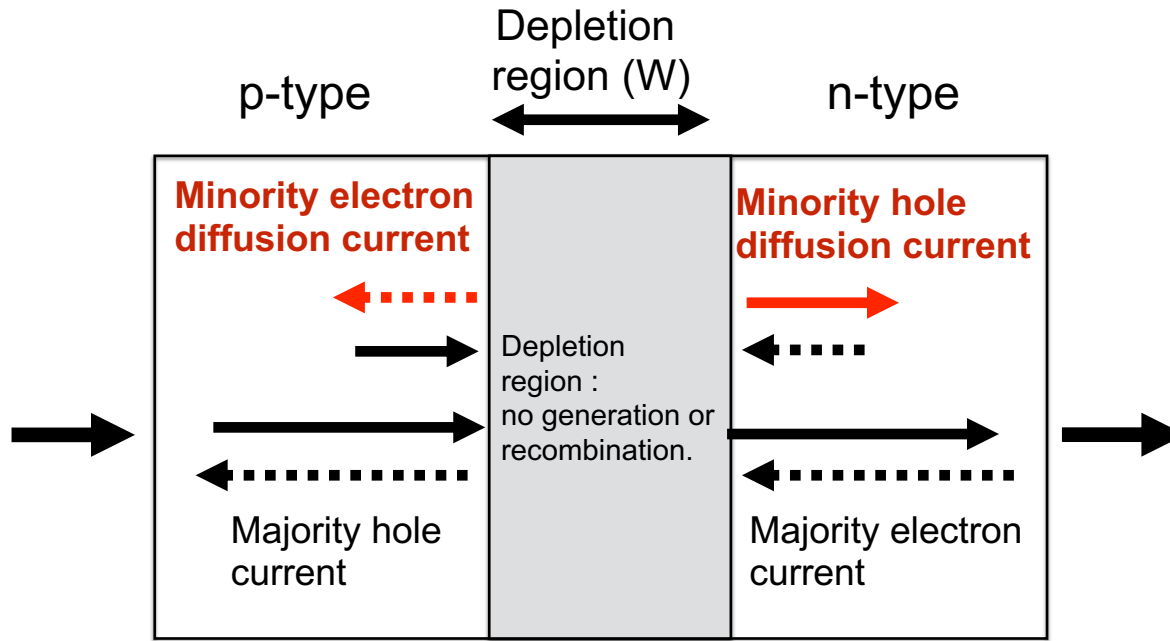 Depletion
region (W)
p-type
n-type
Minority electron
diffusion current
Minority hole
diffusion current
Depletion
region :
no generation or
recombination.
Majority hole
current
Majority electron
current